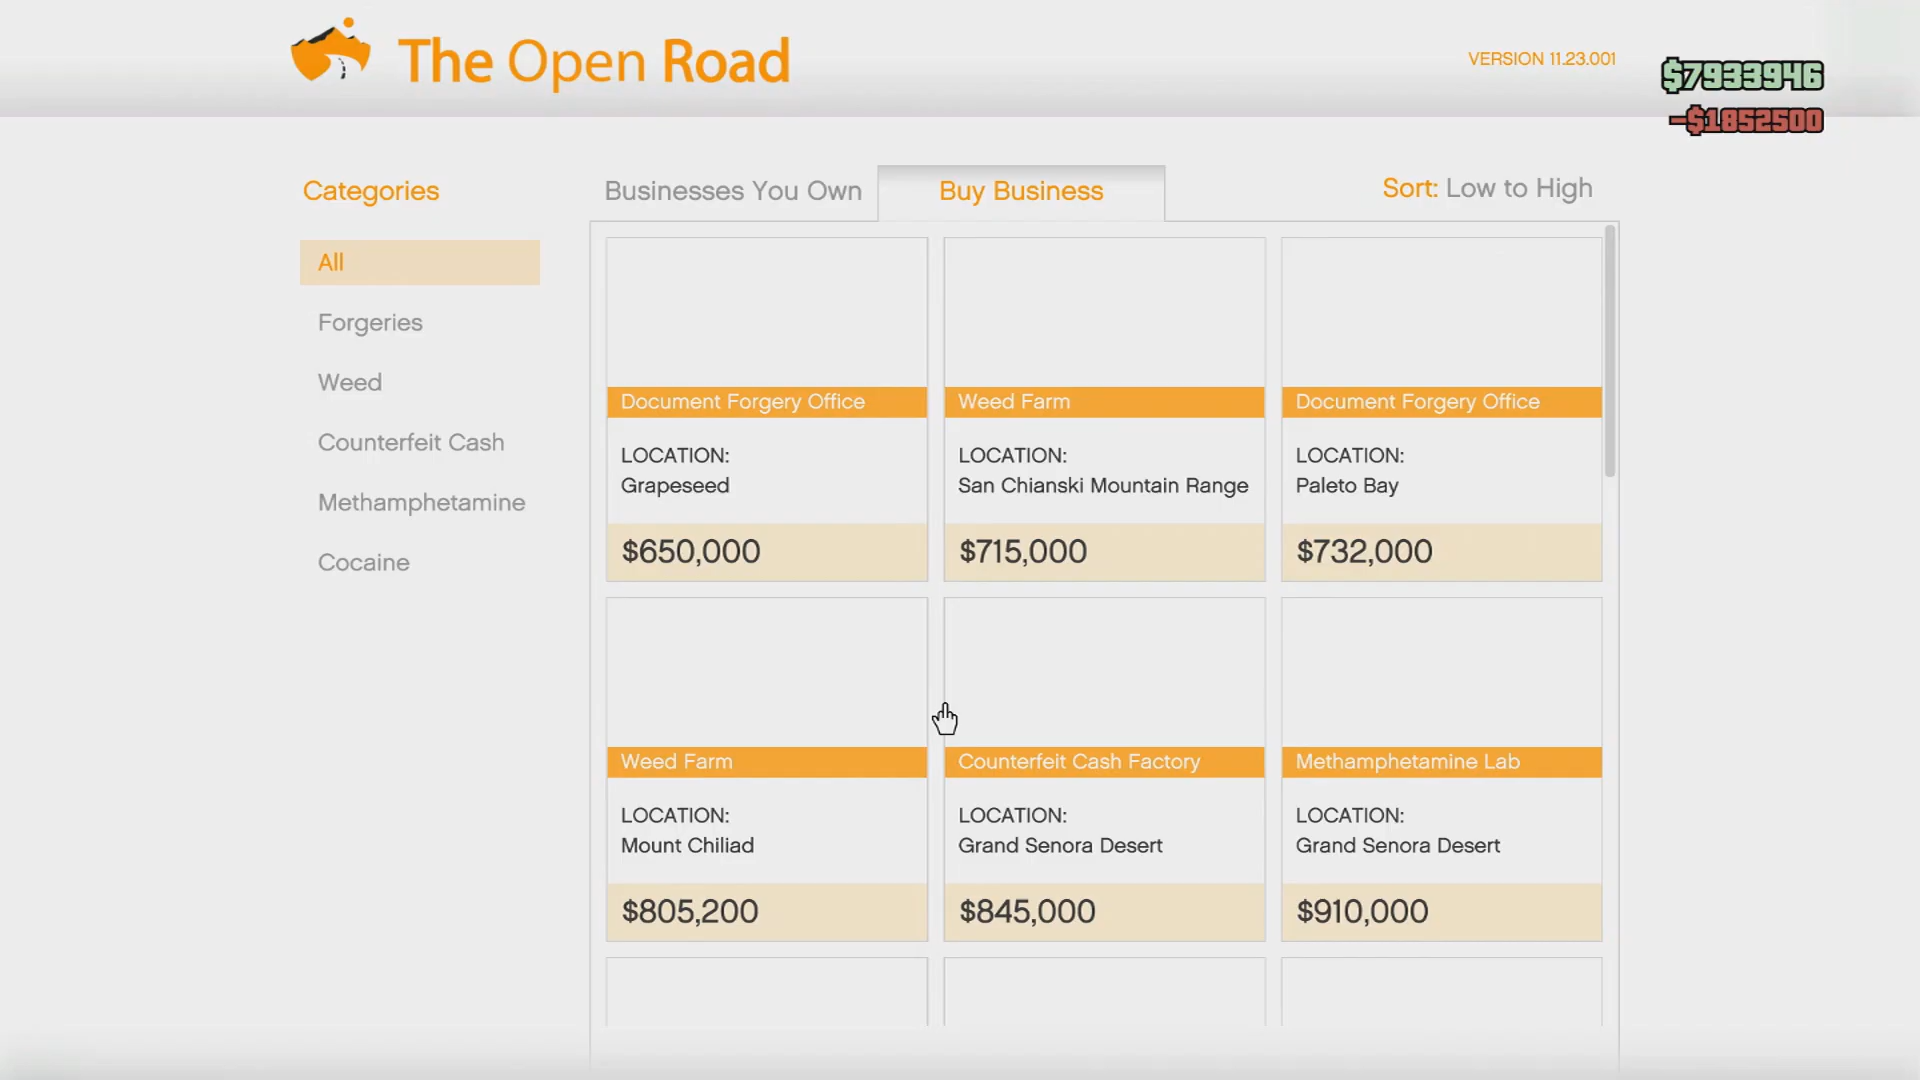 The Open Road
VERSION 11.23.001
$7933946
-$1852500
Categories
Businesses You Own
Buy Business
Sort: Low to High
All
Forgeries
Weed
Counterfeit Cash
Methamphetamine
Cocaine
Document Forgery Office
LOCATION:
Grapeseed
$650,000
Weed Farm
LOCATION:
San Chianski Mountain Range
$715,000
Document Forgery Office
LOCATION:
Paleto Bay
$732,000
Weed Farm
LOCATION:
Mount Chiliad
$805,200
Counterfeit Cash Factory
LOCATION:
Grand Senora Desert
$845,000
Methamphetamine Lab
LOCATION:
Grand Senora Desert
$910,000